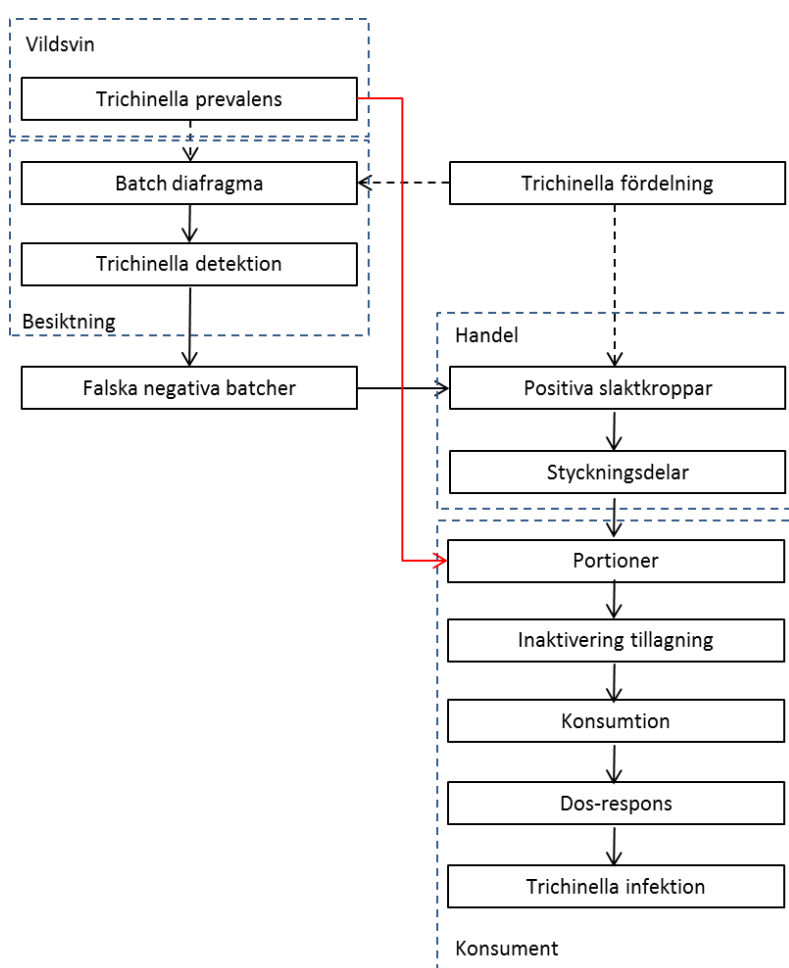 Vildsvin
Trichinella prevalens
Batch diafragma
Trichinella fördelning
Trichinella detektion
Besiktning
Handel
Falska negativa batcher
Positiva slaktkroppar
Styckningsdelar
Portioner
Inaktivering tillagning
Konsumtion
Dos-respons
Trichinella infektion
Konsument